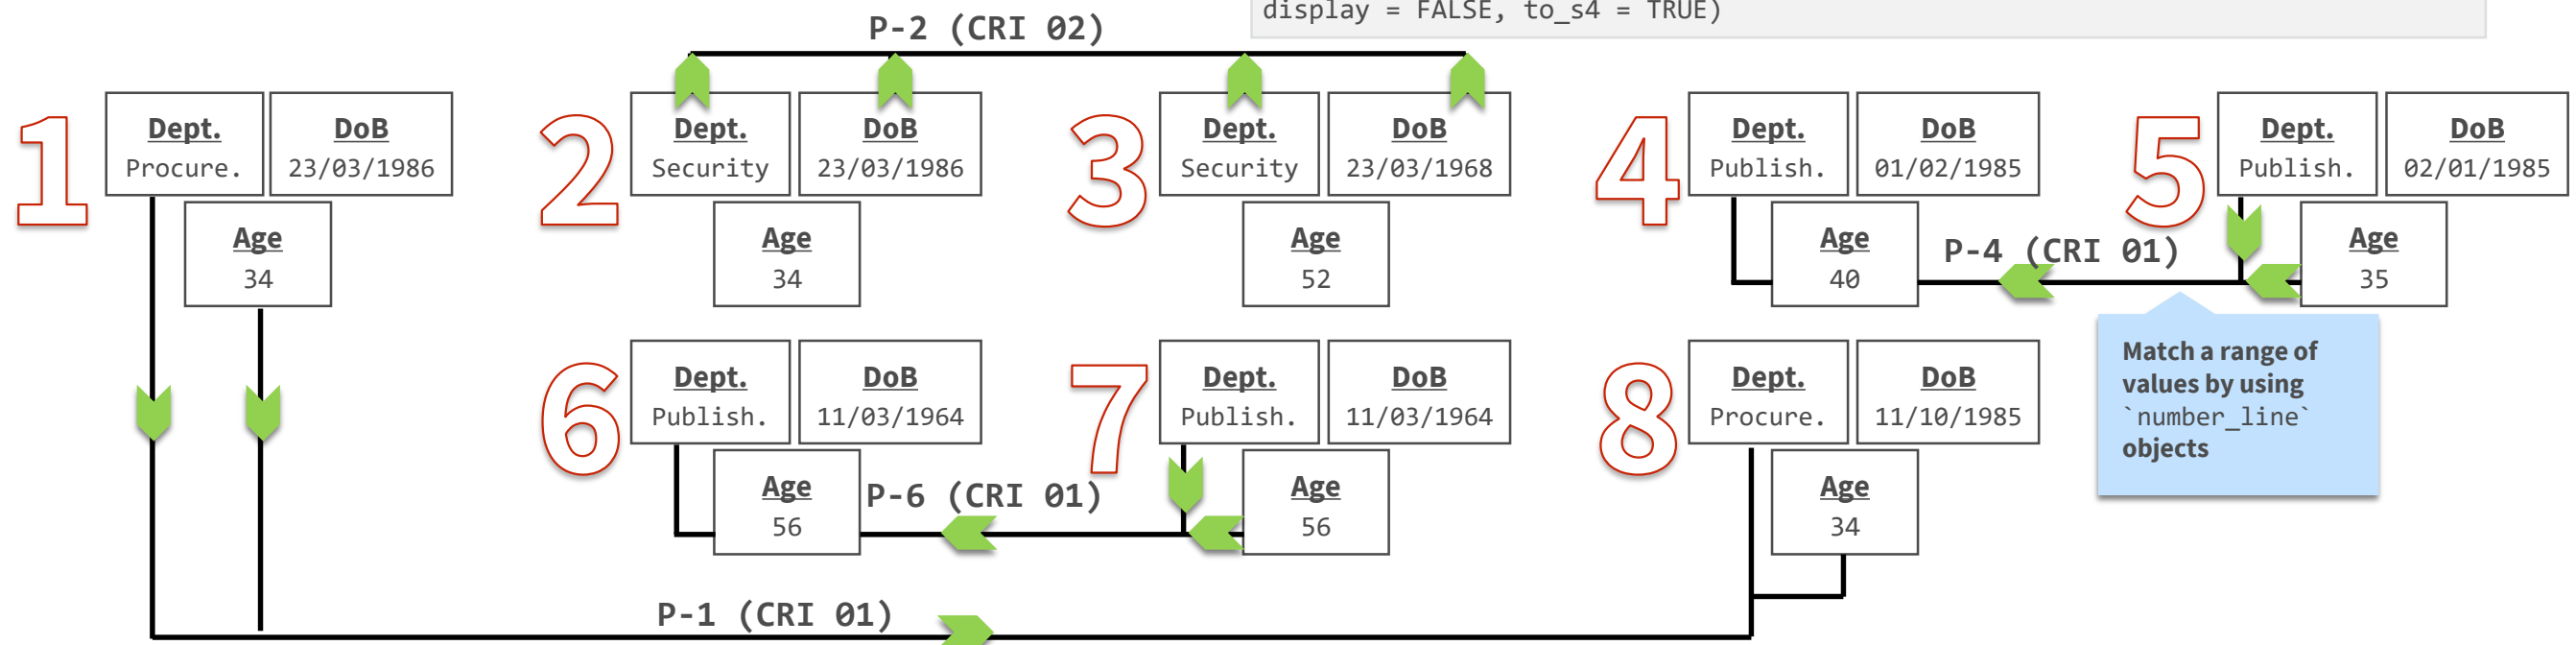 display = FALSE, to_s4 = TRUE)
P-2 (CRI 02)
1
Dept.
Procure.
DoB
23/03/1986
Age
34
2
Dept.
Security
DoB
23/03/1986
Age
34
3
Dept.
Security
DoB
23/03/1968
Age
52
4
Dept.
Publish.
DoB
01/02/1985
Age
40
P-4 (CRI 01)
5
Dept.
Publish.
DoB
02/01/1985
Age
35
Match a range of
values by using
`number_line`
objects
6
Dept.
Publish.
DoB
11/03/1964
Age
56
P-6 (CRI 01)
7
Dept.
Publish.
DoB
11/03/1964
Age
56
8
Dept.
Procure.
DoB
11/10/1985
Age
34
P-1 (CRI 01)